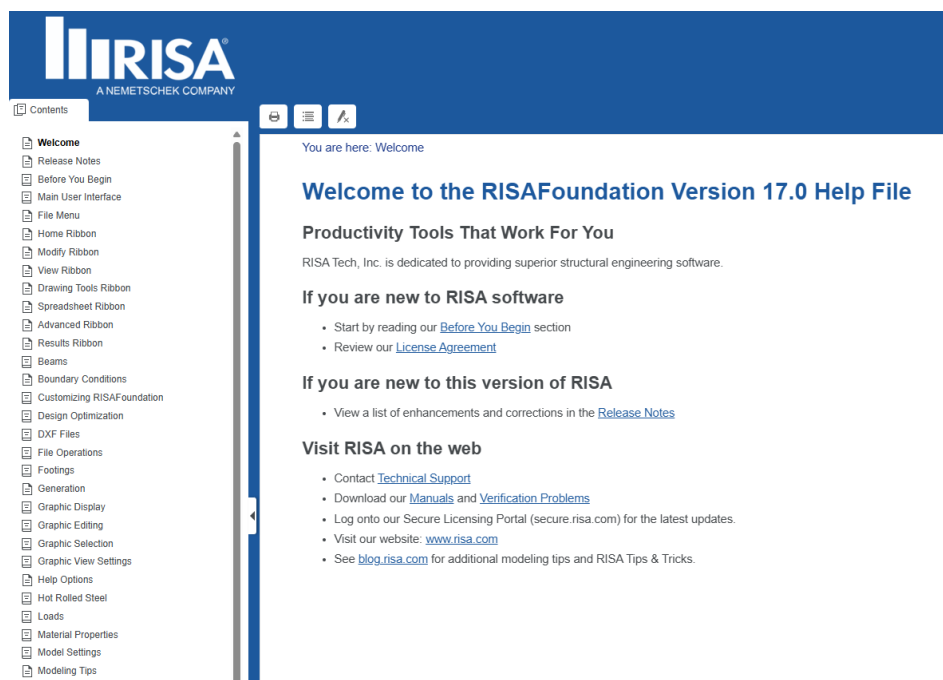 RISA®
A NEMETSCHEK COMPANY
Contents
Welcome
Release Notes
Before You Begin
Main User Interface
File Menu
Home Ribbon
Modify Ribbon
View Ribbon
Drawing Tools Ribbon
Spreadsheet Ribbon
Advanced Ribbon
Results Ribbon
Beams
Boundary Conditions
Customizing RISAFoundation
Design Optimization
DXF Files
File Operations
Footings
Generation
Graphic Display
Graphic Editing
Graphic Selection
Graphic View Settings
Help Options
Hot Rolled Steel
Loads
Material Properties
Model Settings
Modeling Tips
You are here: Welcome
Welcome to the RISAFoundation Version 17.0 Help File
Productivity Tools That Work For You
RISA Tech, Inc. is dedicated to providing superior structural engineering software.
If you are new to RISA software
• Start by reading our Before You Begin section
• Review our License Agreement
If you are new to this version of RISA
• View a list of enhancements and corrections in the Release Notes
Visit RISA on the web
• Contact Technical Support
• Download our Manuals and Verification Problems
• Log onto our Secure Licensing Portal (secure.risa.com) for the latest updates.
• Visit our website: www.risa.com
• See blog.risa.com for additional modeling tips and RISA Tips & Tricks.